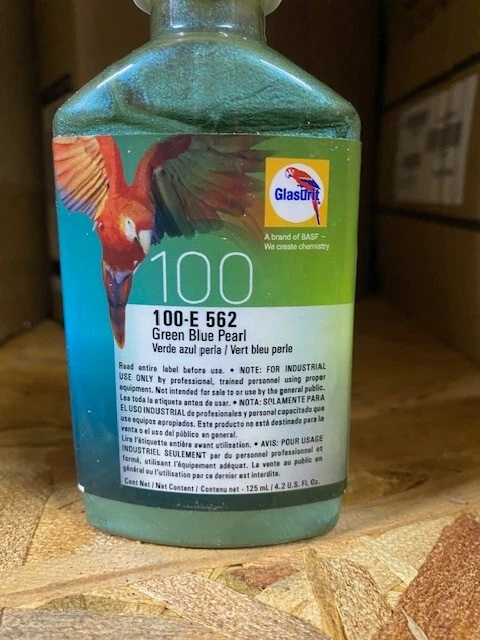 Glasurit
A brand of BASF –
We create chemistry
100
100-E 562
Green Blue Pearl
Verde azul perla / Vert bleu perle
Read entire label before use. • NOTE: FOR INDUSTRIAL
USE ONLY by professional, trained personnel using proper
equipment. Not intended for sale to or use by the general public.
Lea toda la etiqueta antes de usar. • NOTA: SOLAMENTE PARA
EL USO INDUSTRIAL de profesionales y personal capacitado que
use equipos apropiados. Este producto no está destinado para la
venta o el uso del público en general.
Lire l'étiquette entière avant utilisation. • AVIS: POUR USAGE
INDUSTRIEL SEULEMENT par du personnel professionnel et
formé, utilisant l'équipement adéquat. La vente au public en
général ou l'utilisation par ce dernier est interdite.
Cont Net / Net Content / Contenu net - 125 mL / 4.2 U.S. Fl. Oz.